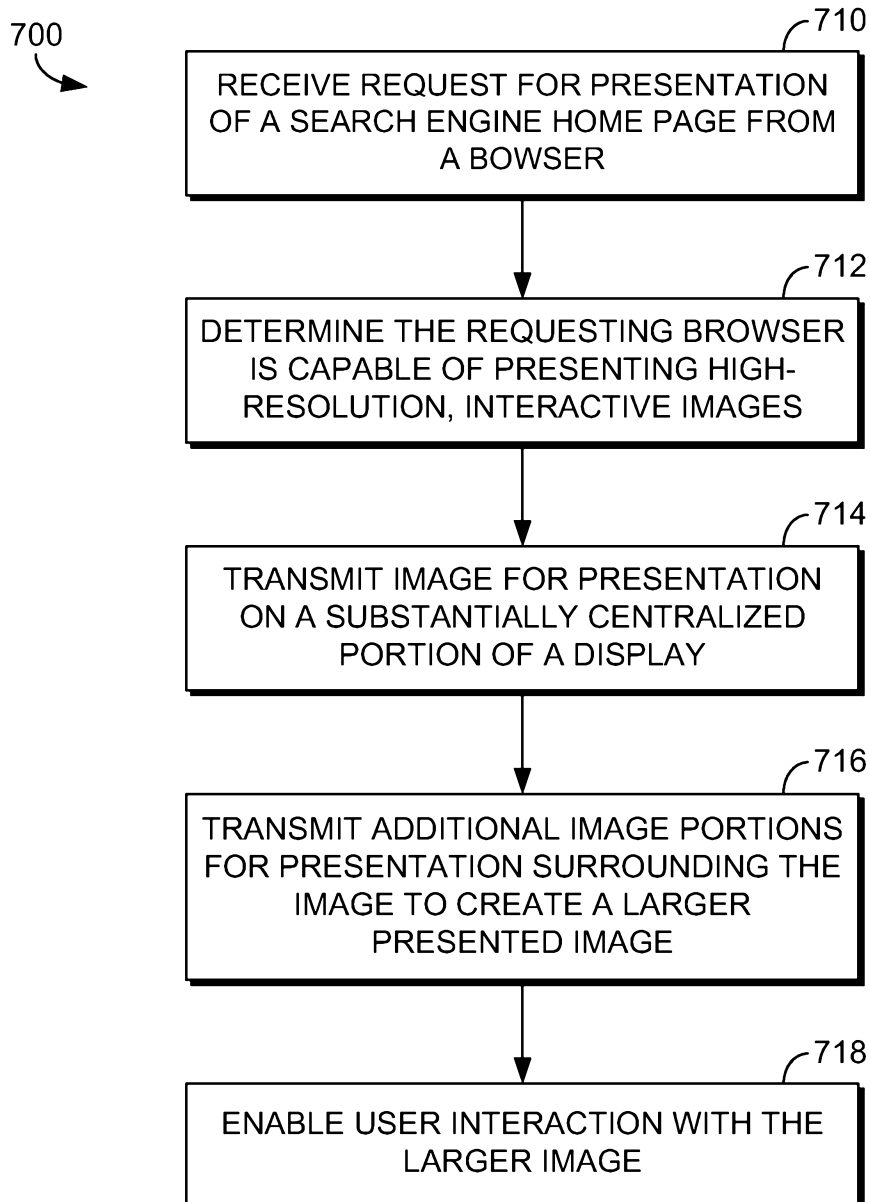 700
710
RECEIVE REQUEST FOR PRESENTATION
OF A SEARCH ENGINE HOME PAGE FROM
A BOWSER
712
DETERMINE THE REQUESTING BROWSER
IS CAPABLE OF PRESENTING HIGH-
RESOLUTION, INTERACTIVE IMAGES
714
TRANSMIT IMAGE FOR PRESENTATION
ON A SUBSTANTIALLY CENTRALIZED
PORTION OF A DISPLAY
716
TRANSMIT ADDITIONAL IMAGE PORTIONS
FOR PRESENTATION SURROUNDING THE
IMAGE TO CREATE A LARGER
PRESENTED IMAGE
718
ENABLE USER INTERACTION WITH THE
LARGER IMAGE